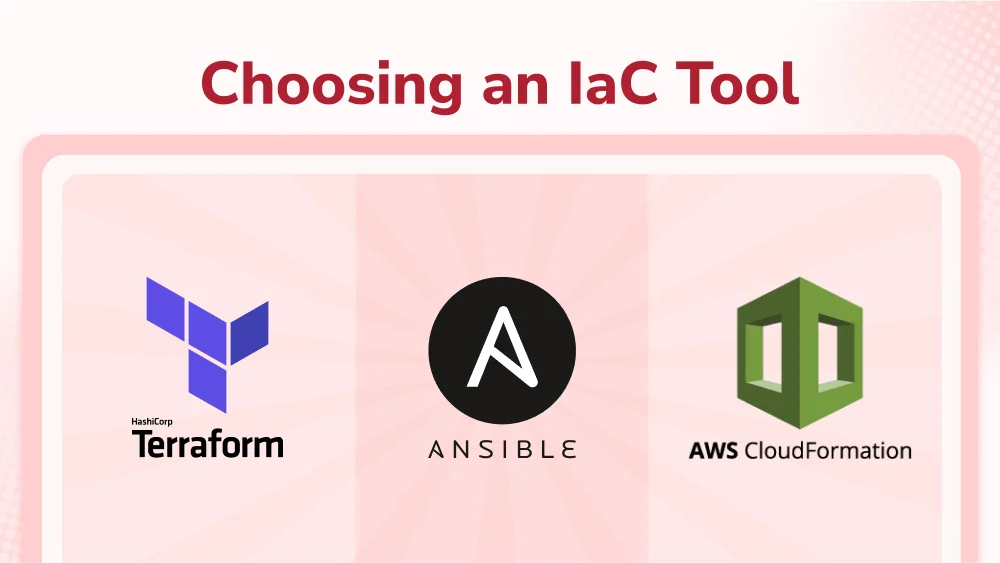 Choosing an IaC Tool
HashiCorp
Terraform
ANSIBLE
AWS CloudFormation